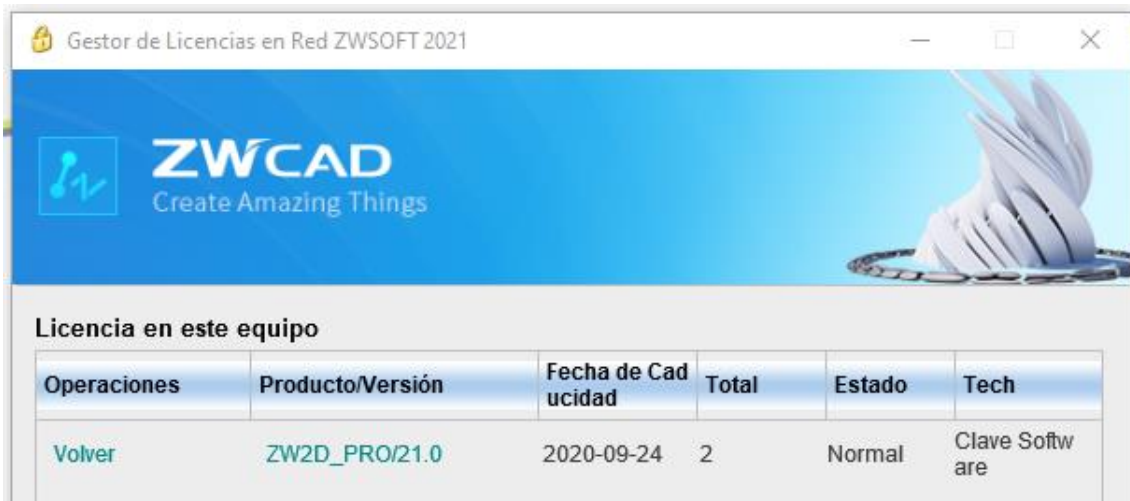 Gestor de Licencias en Red ZWSOFT 2021
ZWCAD
Create Amazing Things
Licencia en este equipo
Operaciones Producto/Versión Fecha de Cad
ucidad Total Estado Tech
Volver ZW2D_PRO/21.0 2020-09-24 2 Normal Clave Softw
are